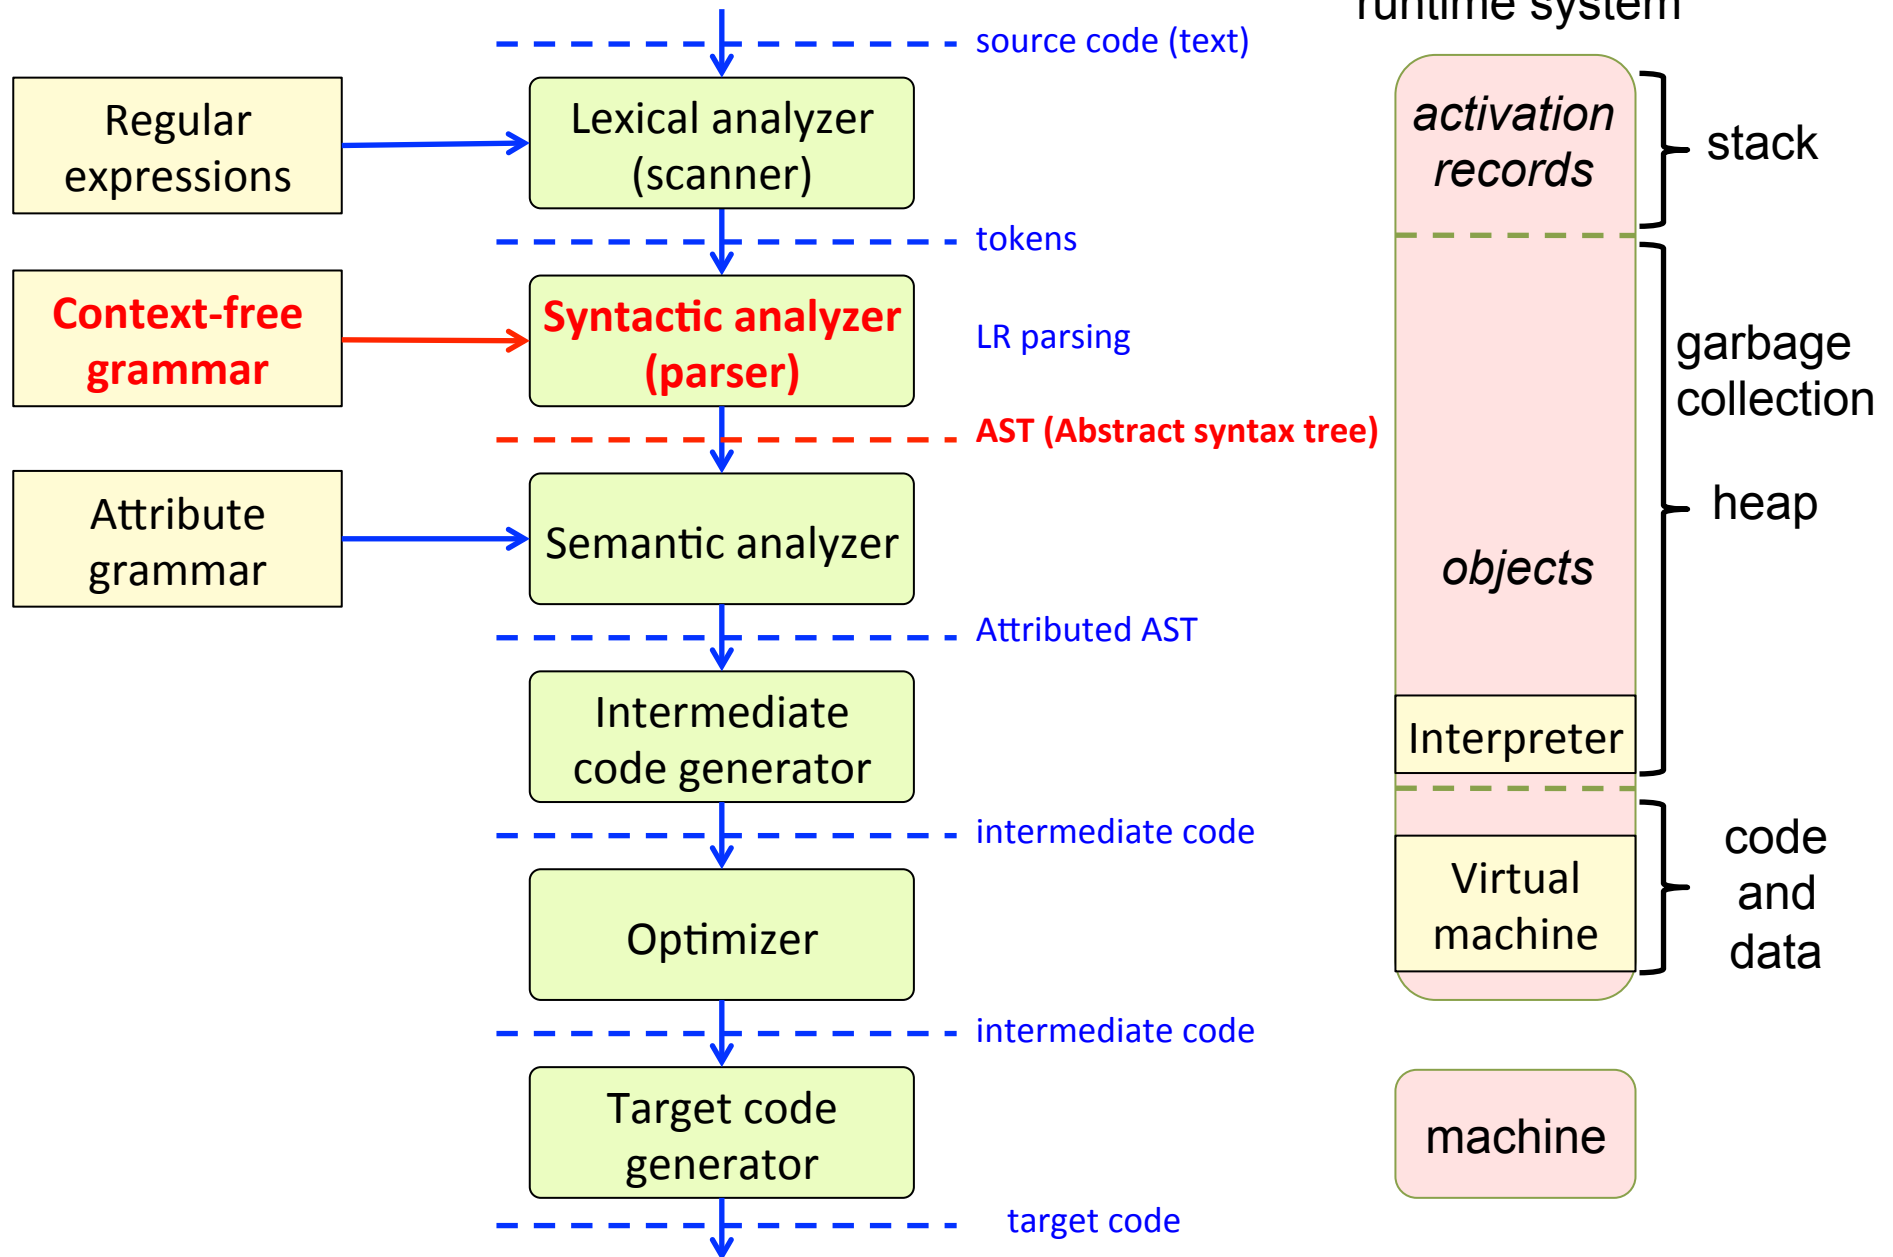 runtime system
source code (text)
Regular
expressions
Lexical analyzer
(scanner)
tokens
Context-free
grammar
Syntactic analyzer
(parser)
LR parsing
AST (Abstract syntax tree)
Attribute
grammar
Semantic analyzer
Attributed AST
Intermediate
code generator
intermediate code
Optimizer
intermediate code
Target code
generator
target code
activation
records
stack
objects
garbage
collection
heap
Interpreter
Virtual
machine
code
and
data
machine